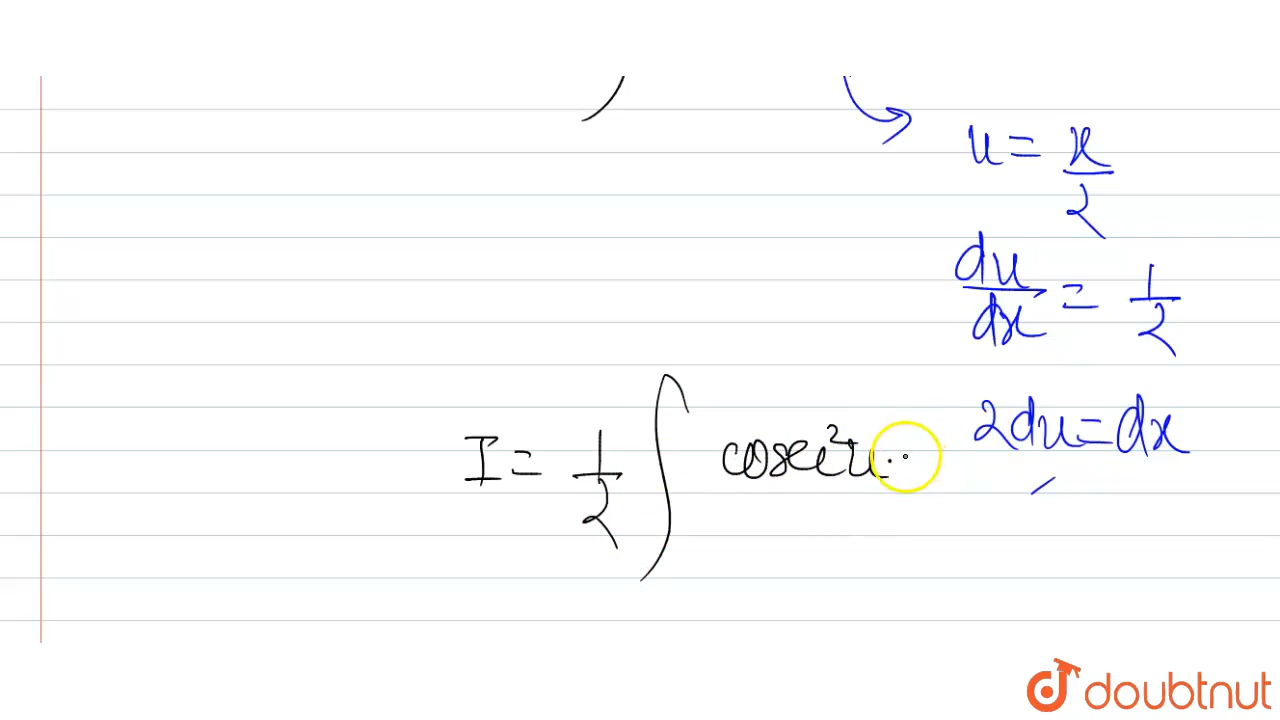 u = x/2
du/dx = 1/2
2du = dx
I = 1/2 ∫ cosec²u ·
doubtnut